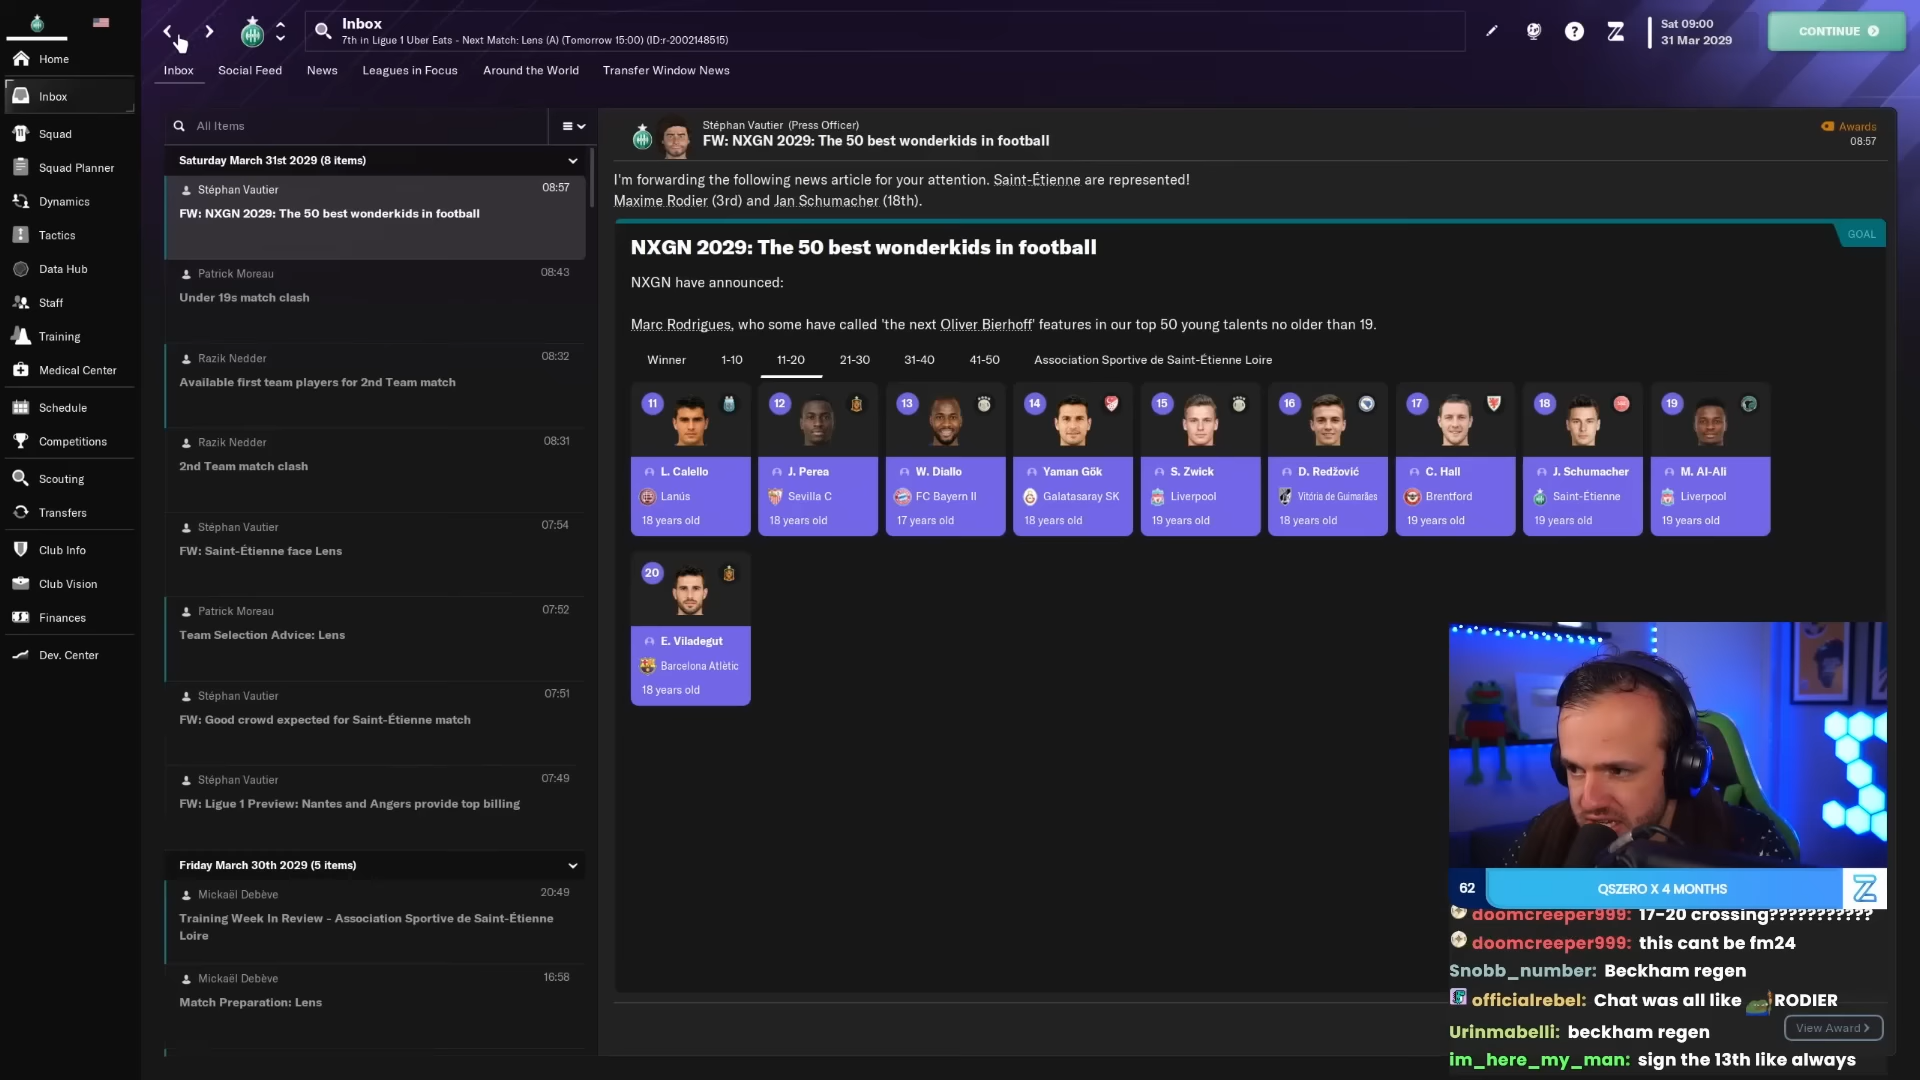 Inbox
7th in Ligue 1 Uber Eats - Next Match: Lens (A) (Tomorrow 15:00) (ID:r-2002148515)
Sat 09:00
31 Mar 2029
CONTINUE
Home
Inbox
Squad
Squad Planner
Dynamics
Tactics
Data Hub
Staff
Training
Medical Center
Schedule
Competitions
Scouting
Transfers
Club Info
Club Vision
Finances
Dev. Center
Inbox Social Feed News Leagues in Focus Around the World Transfer Window News
All Items
Saturday March 31st 2029 (8 items)
Stéphan Vautier 08:57
FW: NXGN 2029: The 50 best wonderkids in football
Patrick Moreau 08:43
Under 19s match clash
Razik Nedder 08:32
Available first team players for 2nd Team match
Razik Nedder 08:31
2nd Team match clash
Stéphan Vautier 07:54
FW: Saint-Étienne face Lens
Patrick Moreau 07:52
Team Selection Advice: Lens
Stéphan Vautier 07:51
FW: Good crowd expected for Saint-Étienne match
Stéphan Vautier 07:49
FW: Ligue 1 Preview: Nantes and Angers provide top billing
Friday March 30th 2029 (5 items)
Mickaël Debève 20:49
Training Week In Review - Association Sportive de Saint-Étienne
Loire
Mickaël Debève 16:58
Match Preparation: Lens
Stéphan Vautier (Press Officer)
FW: NXGN 2029: The 50 best wonderkids in football
Awards
08:57
I'm forwarding the following news article for your attention. Saint-Étienne are represented!
Maxime Rodier (3rd) and Jan Schumacher (18th).
GOAL
NXGN 2029: The 50 best wonderkids in football
NXGN have announced:
Marc Rodrigues, who some have called 'the next Oliver Bierhoff' features in our top 50 young talents no older than 19.
Winner 1-10 11-20 21-30 31-40 41-50 Association Sportive de Saint-Étienne Loire
11 12 13 14 15 16 17 18 19
L. Calello J. Perea W. Diallo Yaman Gök S. Zwick D. Redžović C. Hall J. Schumacher M. Al-Ali
Lanús Sevilla C FC Bayern II Galatasaray SK Liverpool Vitória de Guimarães Brentford Saint-Étienne Liverpool
18 years old 18 years old 17 years old 18 years old 19 years old 18 years old 19 years old 19 years old 19 years old
20
E. Viladegut
Barcelona Atlètic
18 years old
62 QSZERO X 4 MONTHS
doomcreeper999: 17-20 crossing???????????
doomcreeper999: this cant be fm24
Snobb_number: Beckham regen
officialrebel: Chat was all like RODIER
Urinmabelli: beckham regen
View Award
im_here_my_man: sign the 13th like always